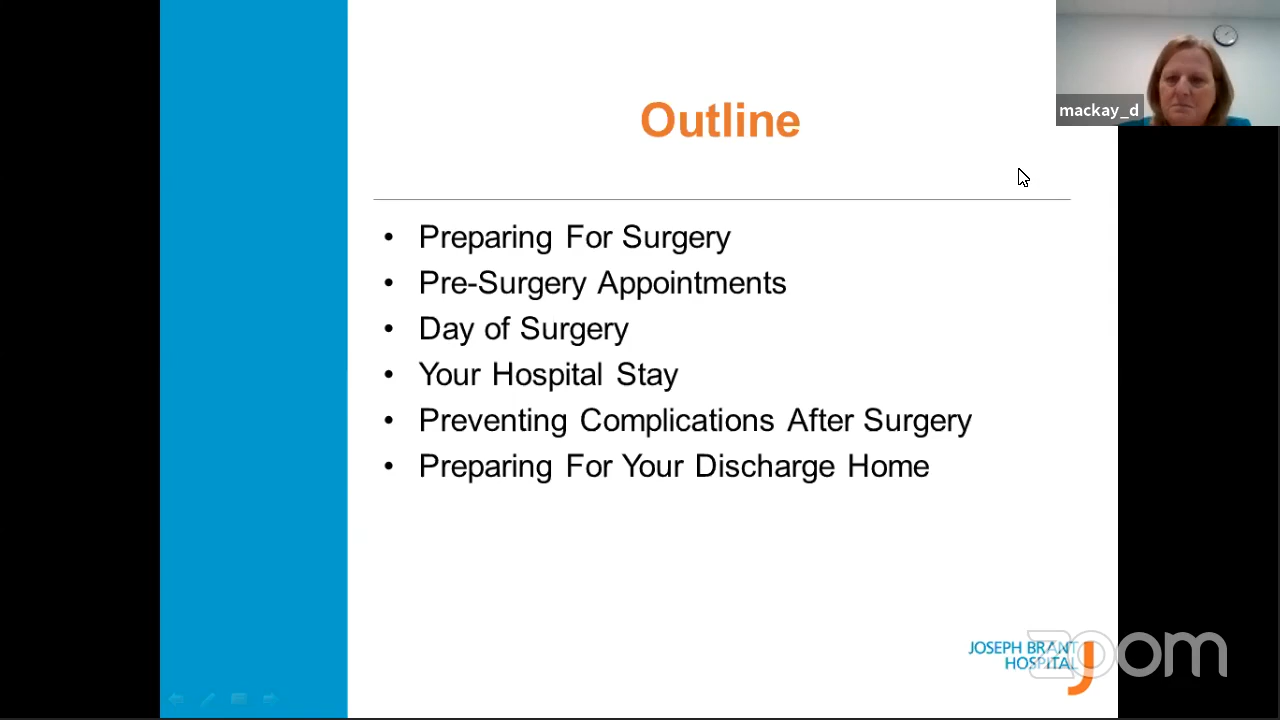 Outline
mackay_d
• Preparing For Surgery
• Pre-Surgery Appointments
• Day of Surgery
• Your Hospital Stay
• Preventing Complications After Surgery
• Preparing For Your Discharge Home
JOSEPH BRANT
HOSPITAL
zoom